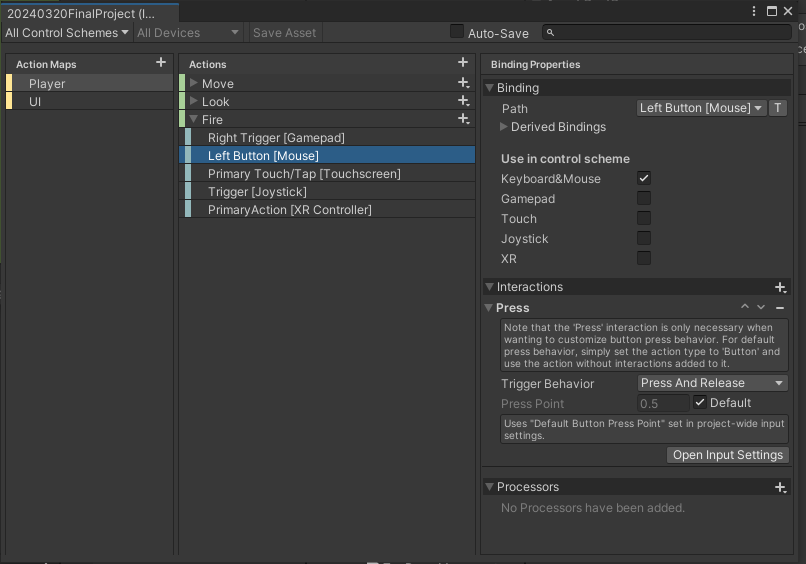 20240320FinalProject (I...
All Control Schemes
All Devices
Save Asset
Auto-Save
Action Maps
Player
UI
Actions
Move
Look
Fire
Right Trigger [Gamepad]
Left Button [Mouse]
Primary Touch/Tap [Touchscreen]
Trigger [Joystick]
PrimaryAction [XR Controller]
Binding Properties
Binding
Path
Left Button [Mouse]
T
Derived Bindings
Use in control scheme
Keyboard&Mouse
Gamepad
Touch
Joystick
XR
Interactions
Press
Note that the 'Press' interaction is only necessary when
wanting to customize button press behavior. For default
press behavior, simply set the action type to 'Button' and
use the action without interactions added to it.
Trigger Behavior
Press And Release
Press Point
0.5
Default
Uses "Default Button Press Point" set in project-wide input
settings.
Open Input Settings
Processors
No Processors have been added.